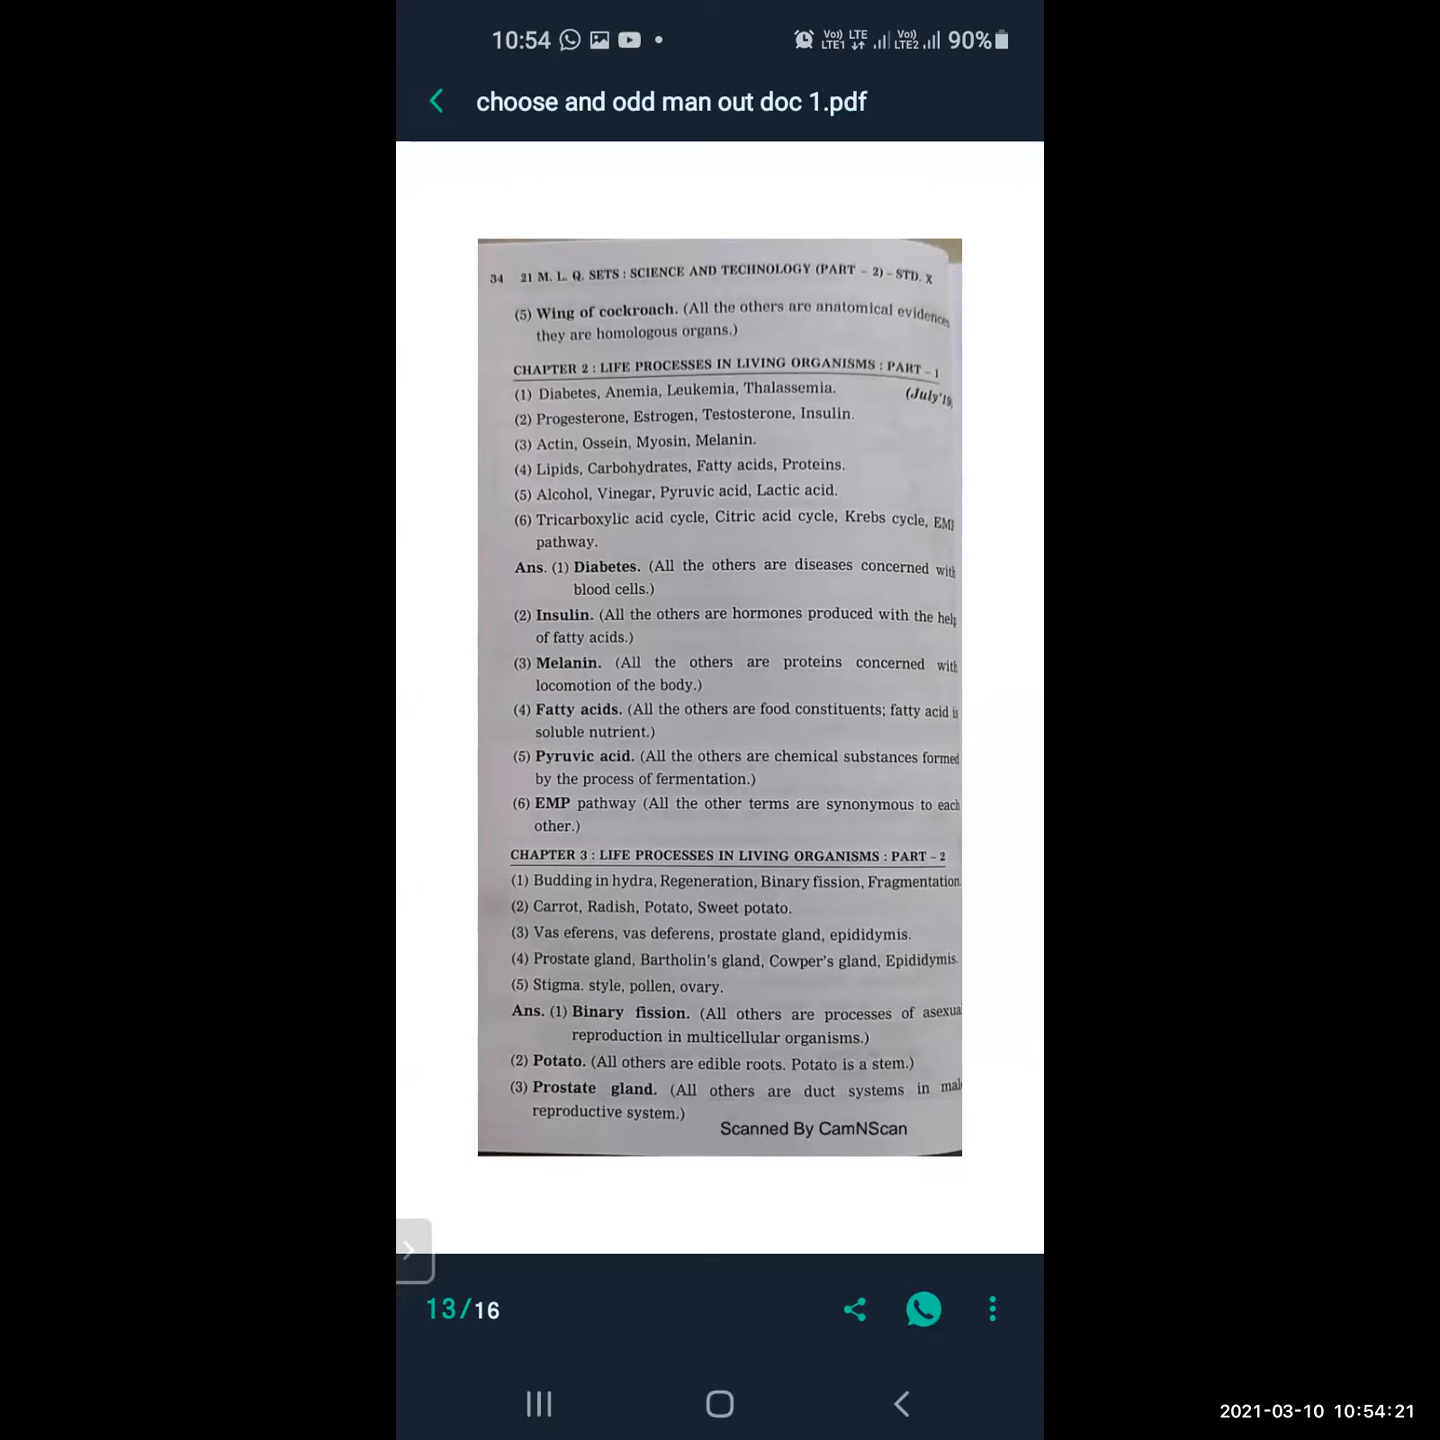 10:54
Vo)) LTE
LTE1
Vo))
LTE2
90%
choose and odd man out doc 1.pdf
34 21 M. L. Q. SETS : SCIENCE AND TECHNOLOGY (PART - 2) - STD. X
(5) Wing of cockroach. (All the others are anatomical evidences
they are homologous organs.)
CHAPTER 2 : LIFE PROCESSES IN LIVING ORGANISMS : PART - 1
(1) Diabetes, Anemia, Leukemia, Thalassemia. (July'19,
(2) Progesterone, Estrogen, Testosterone, Insulin.
(3) Actin, Ossein, Myosin, Melanin.
(4) Lipids, Carbohydrates, Fatty acids, Proteins.
(5) Alcohol, Vinegar, Pyruvic acid, Lactic acid.
(6) Tricarboxylic acid cycle, Citric acid cycle, Krebs cycle, EMP
pathway.
Ans. (1) Diabetes. (All the others are diseases concerned with
blood cells.)
(2) Insulin. (All the others are hormones produced with the help
of fatty acids.)
(3) Melanin. (All the others are proteins concerned with
locomotion of the body.)
(4) Fatty acids. (All the others are food constituents; fatty acid is
soluble nutrient.)
(5) Pyruvic acid. (All the others are chemical substances formed
by the process of fermentation.)
(6) EMP pathway (All the other terms are synonymous to each
other.)
CHAPTER 3 : LIFE PROCESSES IN LIVING ORGANISMS : PART - 2
(1) Budding in hydra, Regeneration, Binary fission, Fragmentation.
(2) Carrot, Radish, Potato, Sweet potato.
(3) Vas eferens, vas deferens, prostate gland, epididymis.
(4) Prostate gland, Bartholin's gland, Cowper's gland, Epididymis.
(5) Stigma. style, pollen, ovary.
Ans. (1) Binary fission. (All others are processes of asexual
reproduction in multicellular organisms.)
(2) Potato. (All others are edible roots. Potato is a stem.)
(3) Prostate gland. (All others are duct systems in male
reproductive system.)
Scanned By CamNScan
13/16
2021-03-10 10:54:21